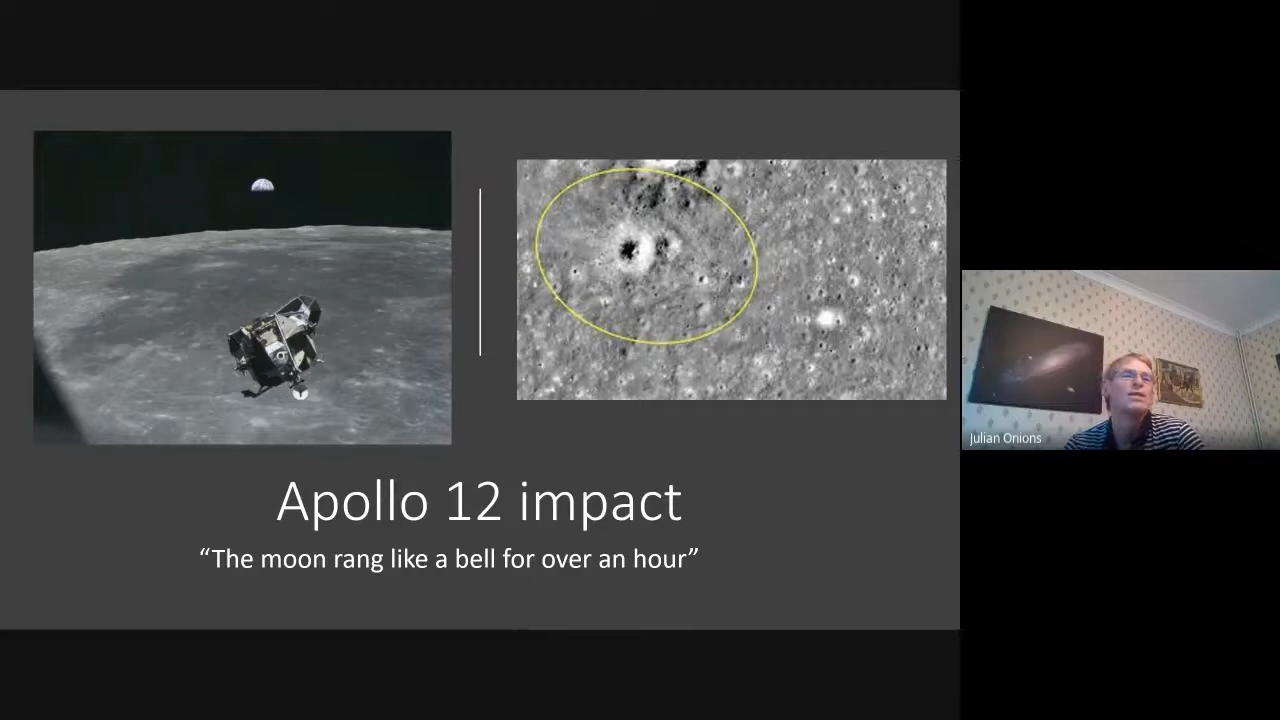 Apollo 12 impact
“The moon rang like a bell for over an hour”
Julian Onions